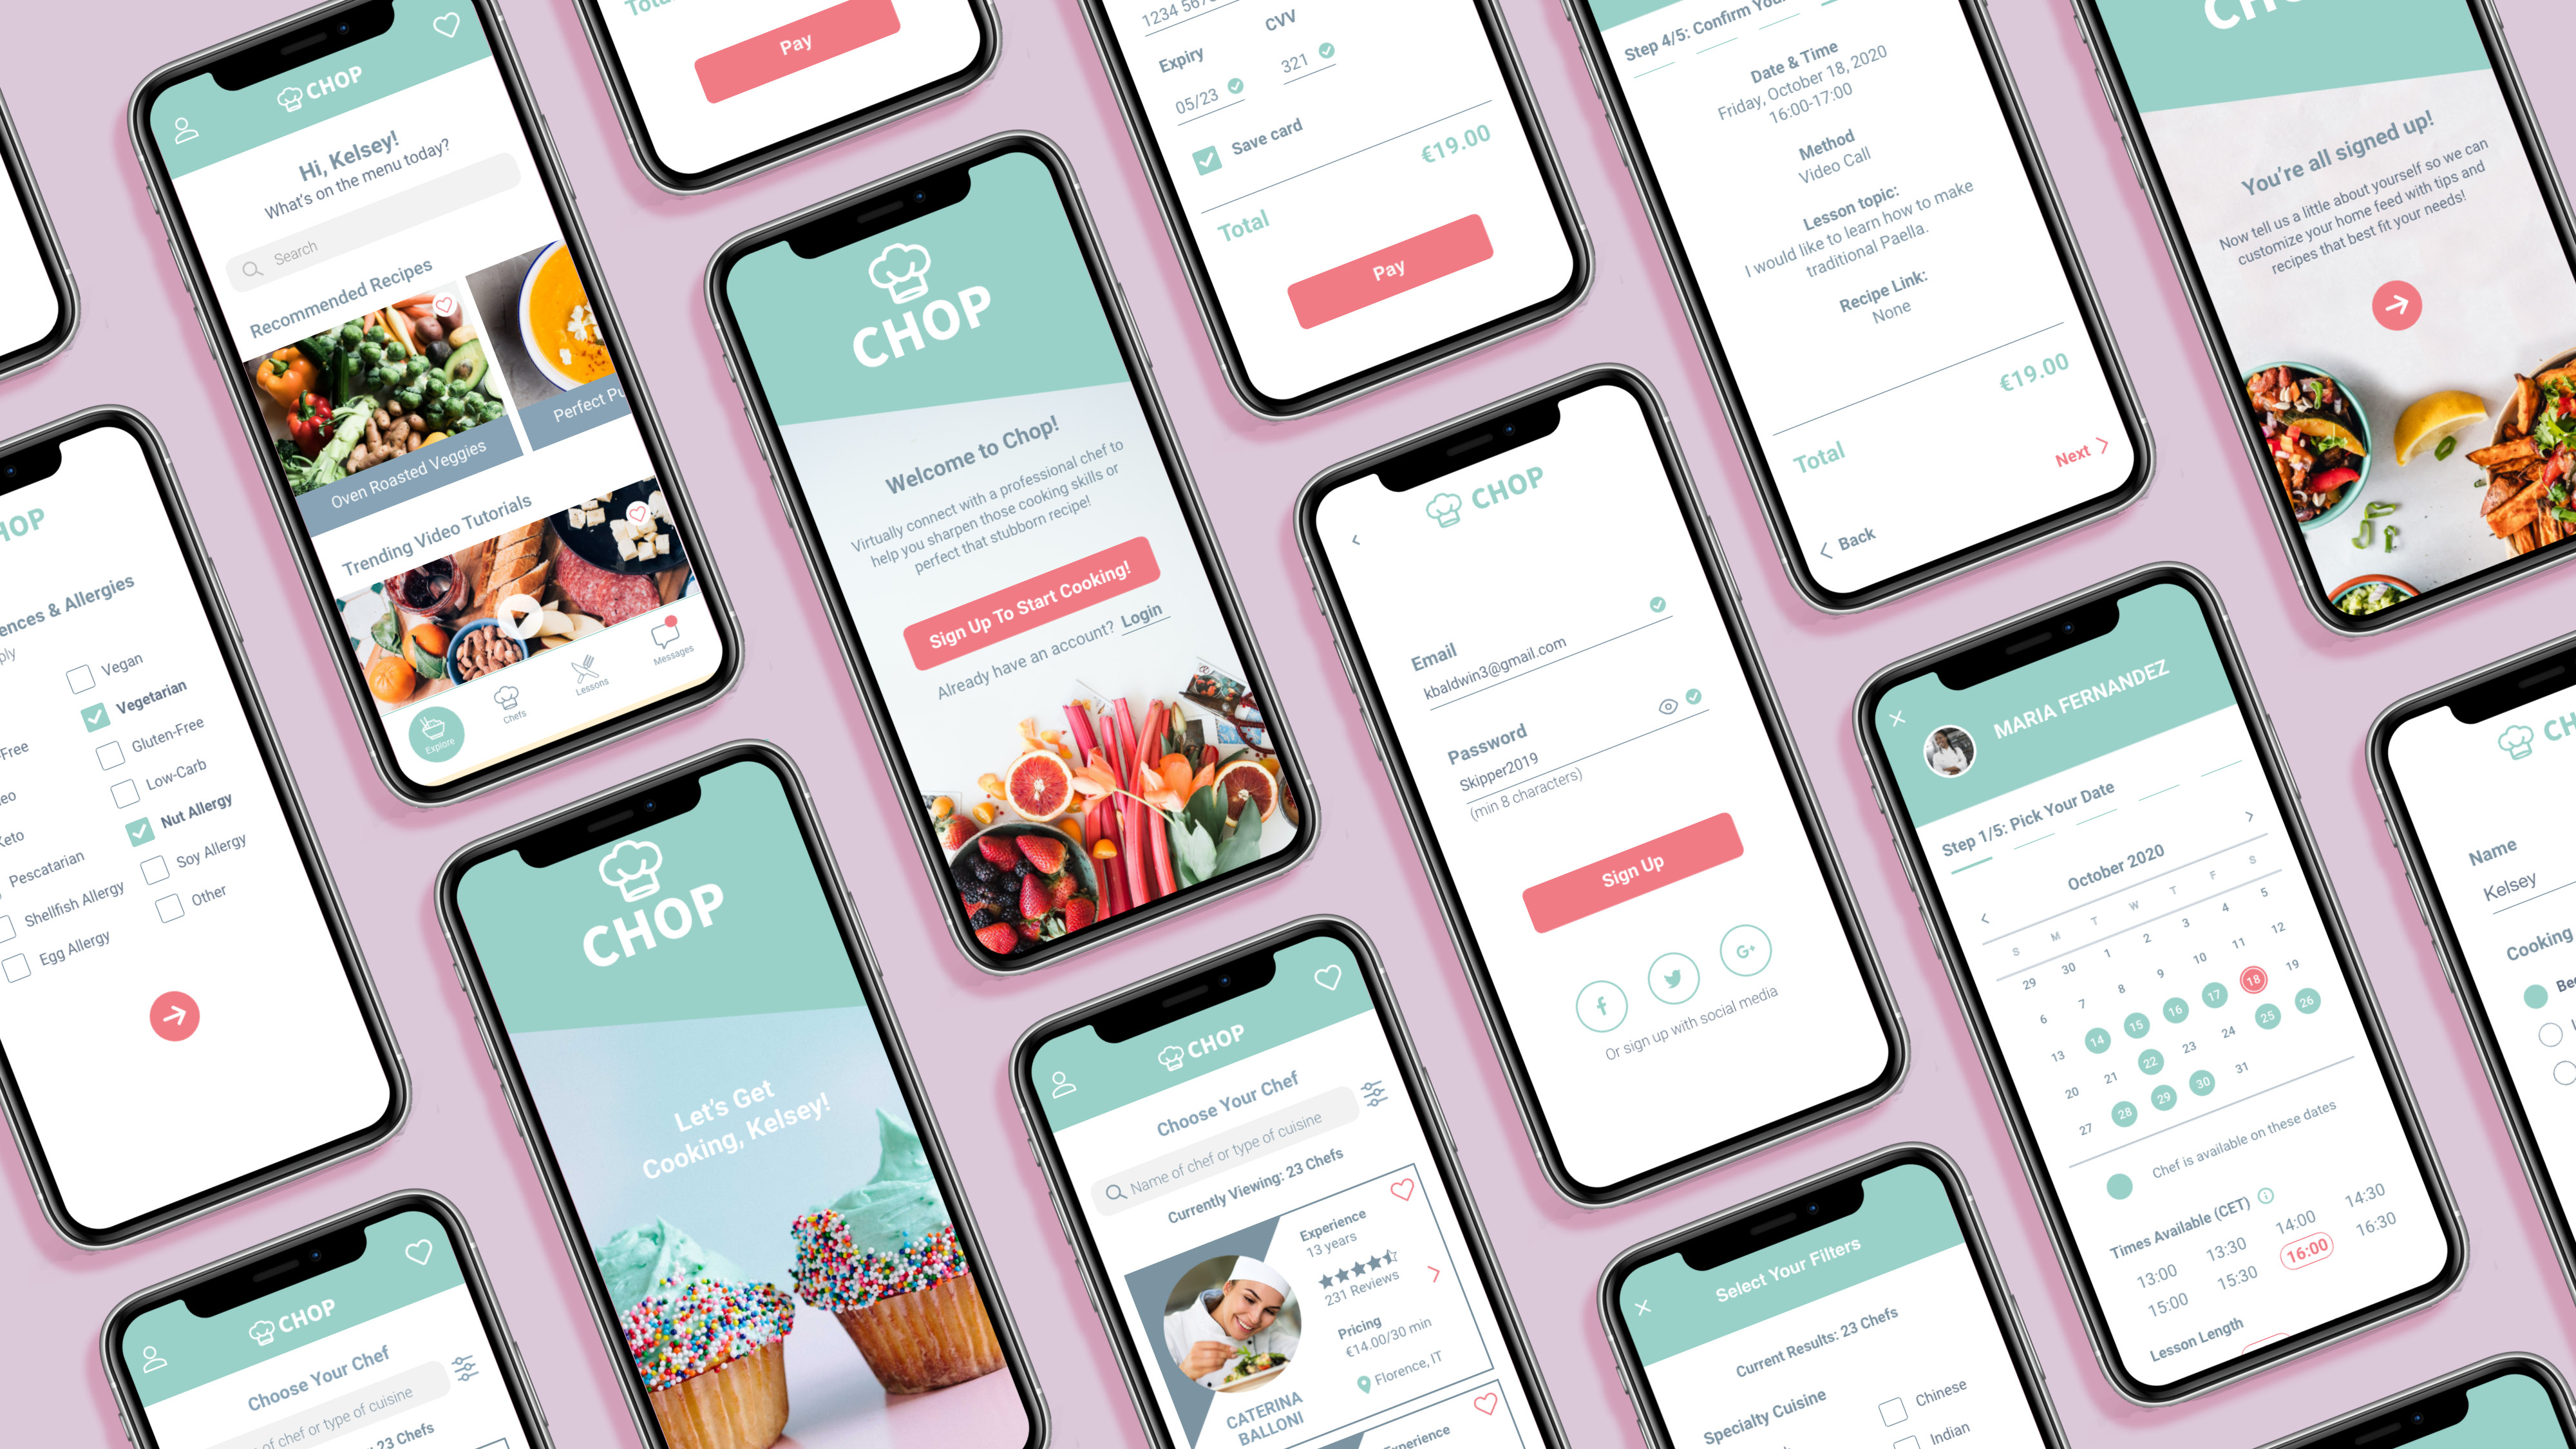 CHOP
Hi, Kelsey!
What's on the menu today?
Search
Recommended Recipes
Oven Roasted Veggies
Perfect
Trending Video Tutorials
Explore
Chefs
Lessons
Messages
Pay
CHOP
Welcome to Chop!
Virtually connect with a professional chef to
help you sharpen those cooking skills or
perfect that stubborn recipe!
Sign Up To Start Cooking!
Already have an account? Login
CVV
Expiry
05/23
321
Save card
€19.00
Total
Pay
Step 4/5: Confirm
Date & Time
Friday, October 18, 2020
16:00-17:00
Method
Video Call
Lesson topic:
I would like to learn how to make
traditional Paella.
Recipe Link:
None
€19.00
Total
Next
Back
You're all signed up!
Now tell us a little about yourself so we can
customize your home feed with tips and
recipes that best fit your needs!
& Allergies
Vegan
Vegetarian
Gluten-Free
Low-Carb
Nut Allergy
Soy Allergy
Other
-Free
Keto
Pescatarian
Shellfish Allergy
Egg Allergy
CHOP
Let's Get
Cooking, Kelsey!
CHOP
Choose Your Chef
of chef or type of cuisine
23 Chefs
CHOP
Choose Your Chef
Name of chef or type of cuisine
Currently Viewing: 23 Chefs
Experience
13 years
231 Reviews
Pricing
€14.00/30 min
Florence, IT
CATERINA
BALLONI
CHOP
Email
kbaldwin3@gmail.com
Password
Skipper2019
(min 8 characters)
Sign Up
f
G+
Or sign up with social media
Select Your Filters
Current Results: 23 Chefs
Specialty Cuisine
Chinese
Indian
MARIA FERNANDEZ
Step 1/5: Pick Your Date
October 2020
S M T W T F S
29 30 1 2 3 4 5
6 7 8 9 10 11 12
13 14 15 16 17 18 19
20 21 22 23 24 25 26
27 28 29 30 31
Chef is available on these dates
Times Available (CET)
13:00 13:30 14:00 14:30
15:00 15:30 16:00 16:30
Lesson Length
Name
Kelsey
Cooking